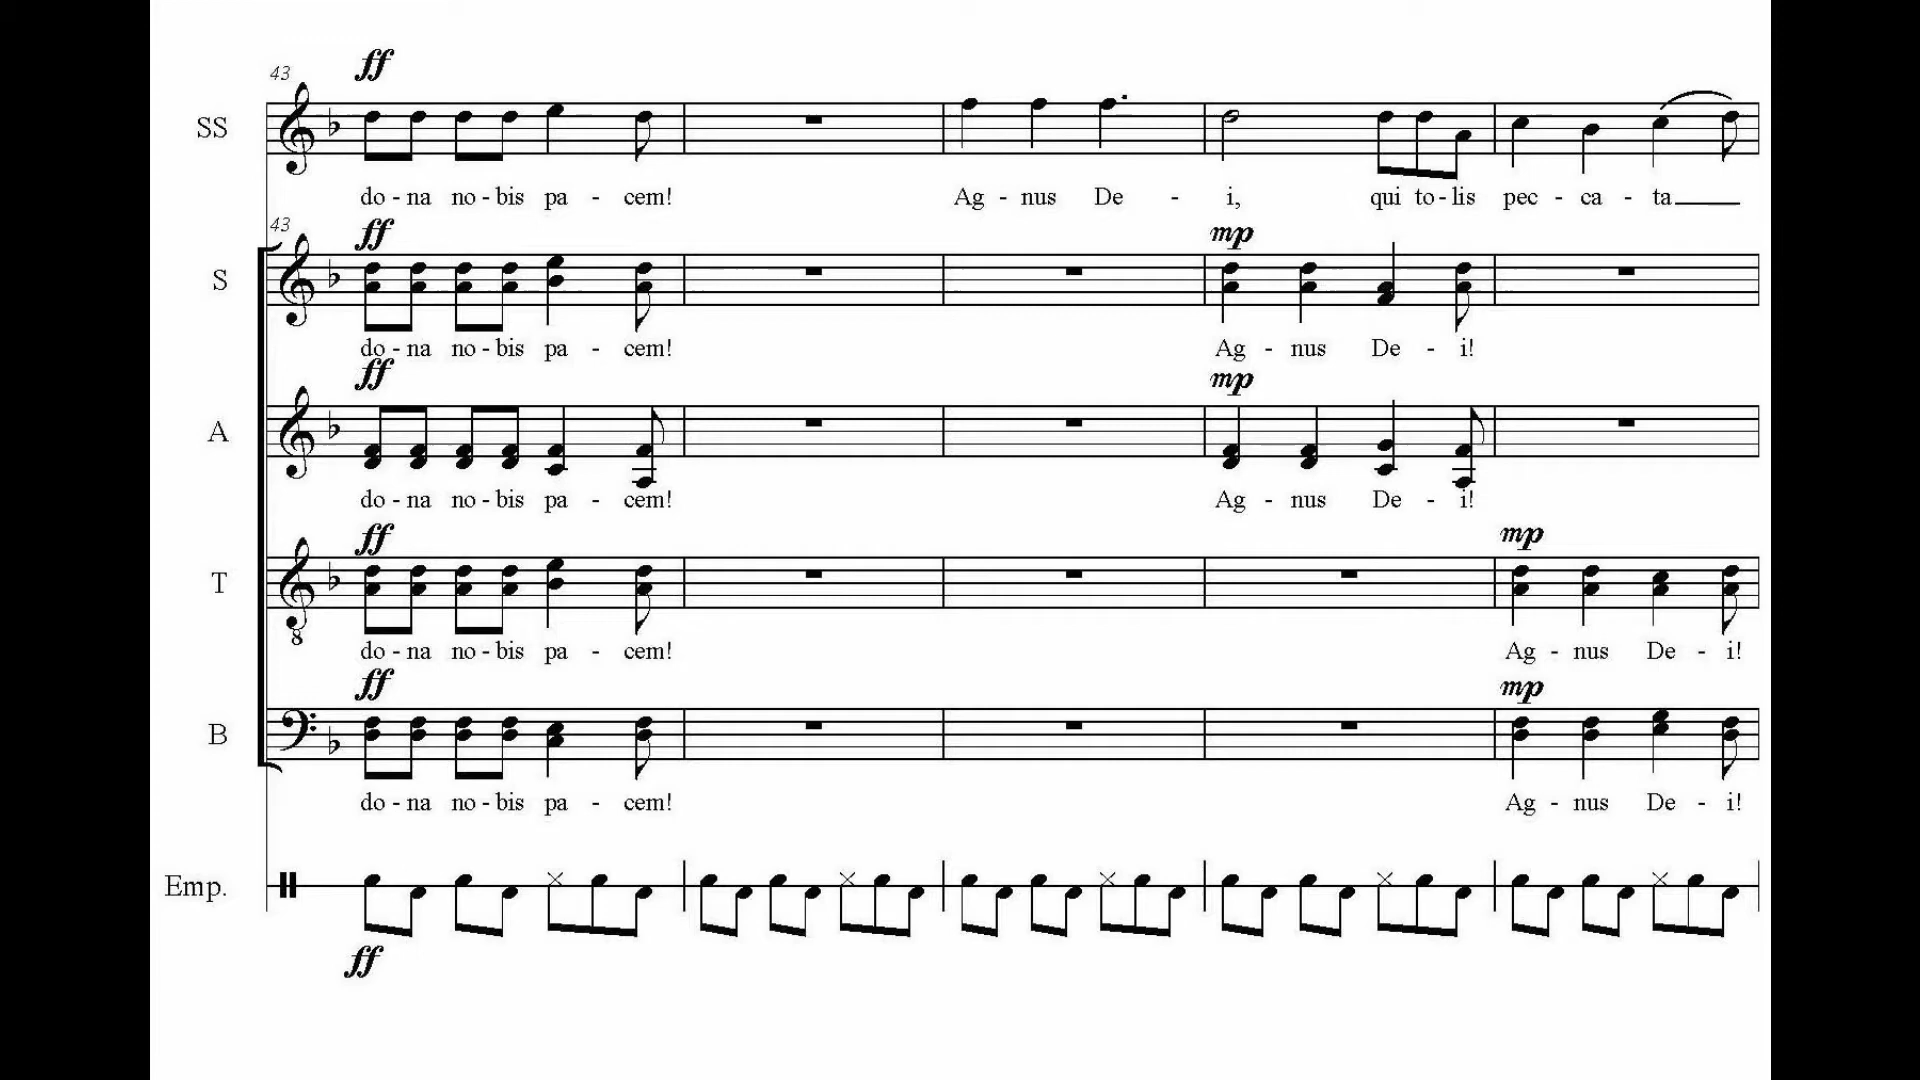 43 ff
SS
do - na no - bis pa - cem! Ag - nus De - i, qui to - lis pec - ca - ta
43 ff mp
S
do - na no - bis pa - cem! Ag - nus De - i!
ff mp
A
do - na no - bis pa - cem! Ag - nus De - i!
ff mp
T
8
do - na no - bis pa - cem! Ag - nus De - i!
ff mp
B
do - na no - bis pa - cem! Ag - nus De - i!
Emp.
ff